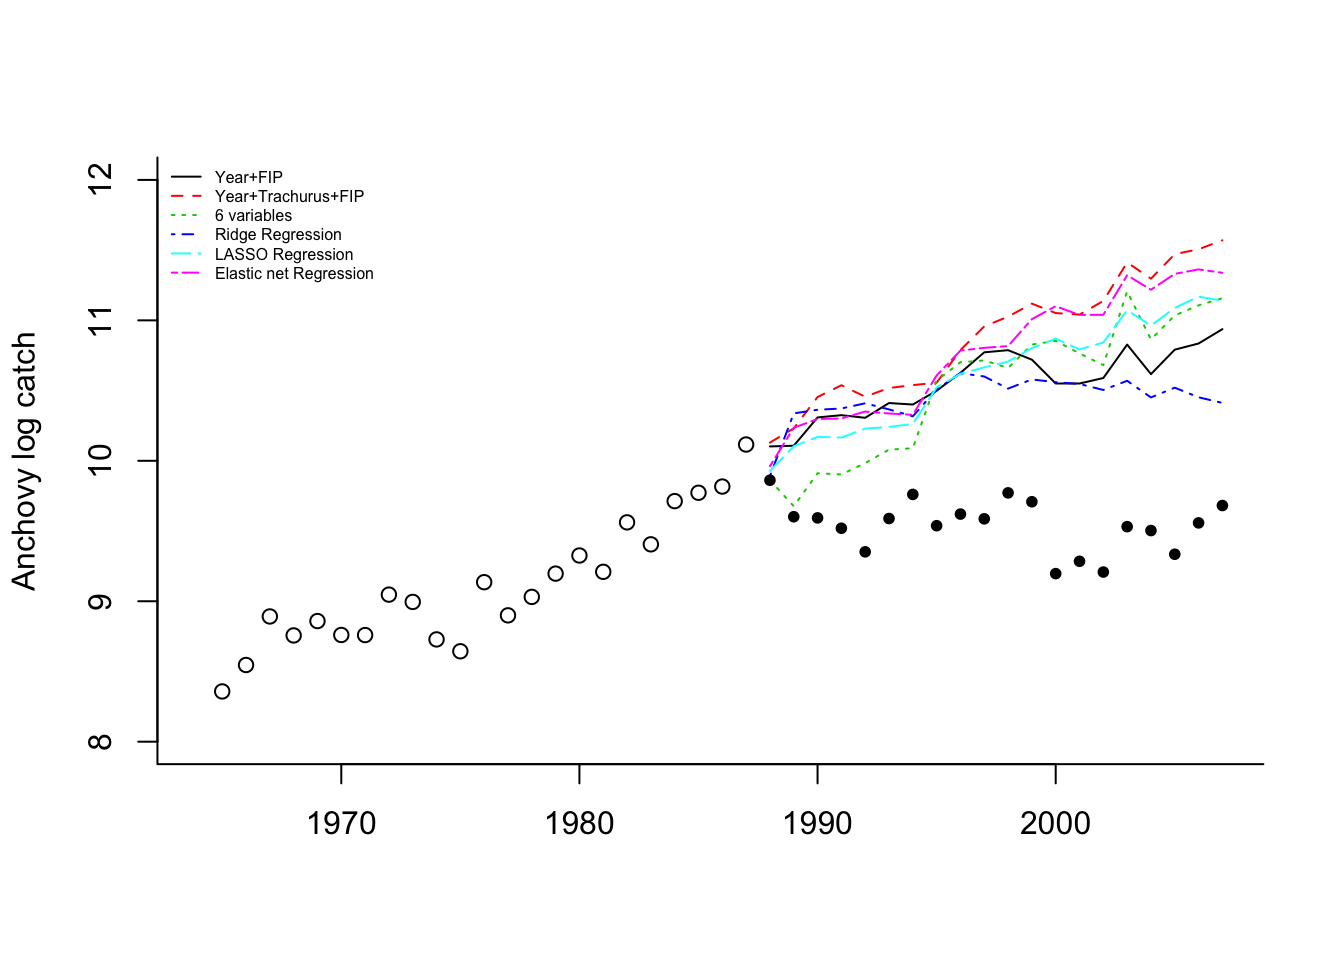 Year+FIP
Year+Trachurus+FIP
6 variables
Ridge Regression
LASSO Regression
Elastic net Regression
Anchovy log catch
12
11
10
9
8
1970 1980 1990 2000